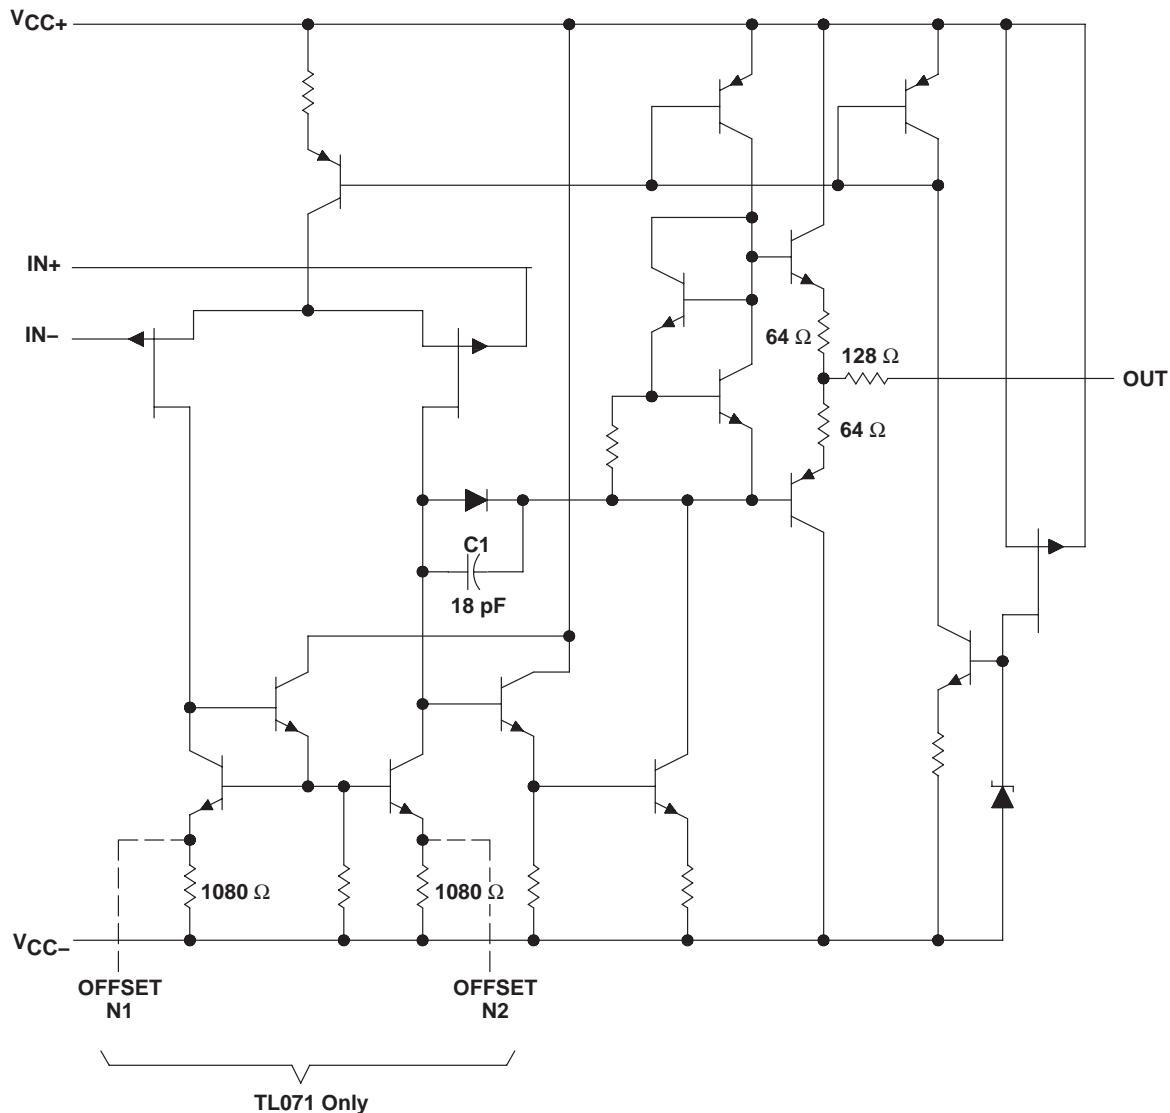 VCC+
IN+
IN–
64 Ω
128 Ω
OUT
64 Ω
C1
18 pF
1080 Ω
1080 Ω
VCC–
OFFSET
N1
OFFSET
N2
TL071 Only